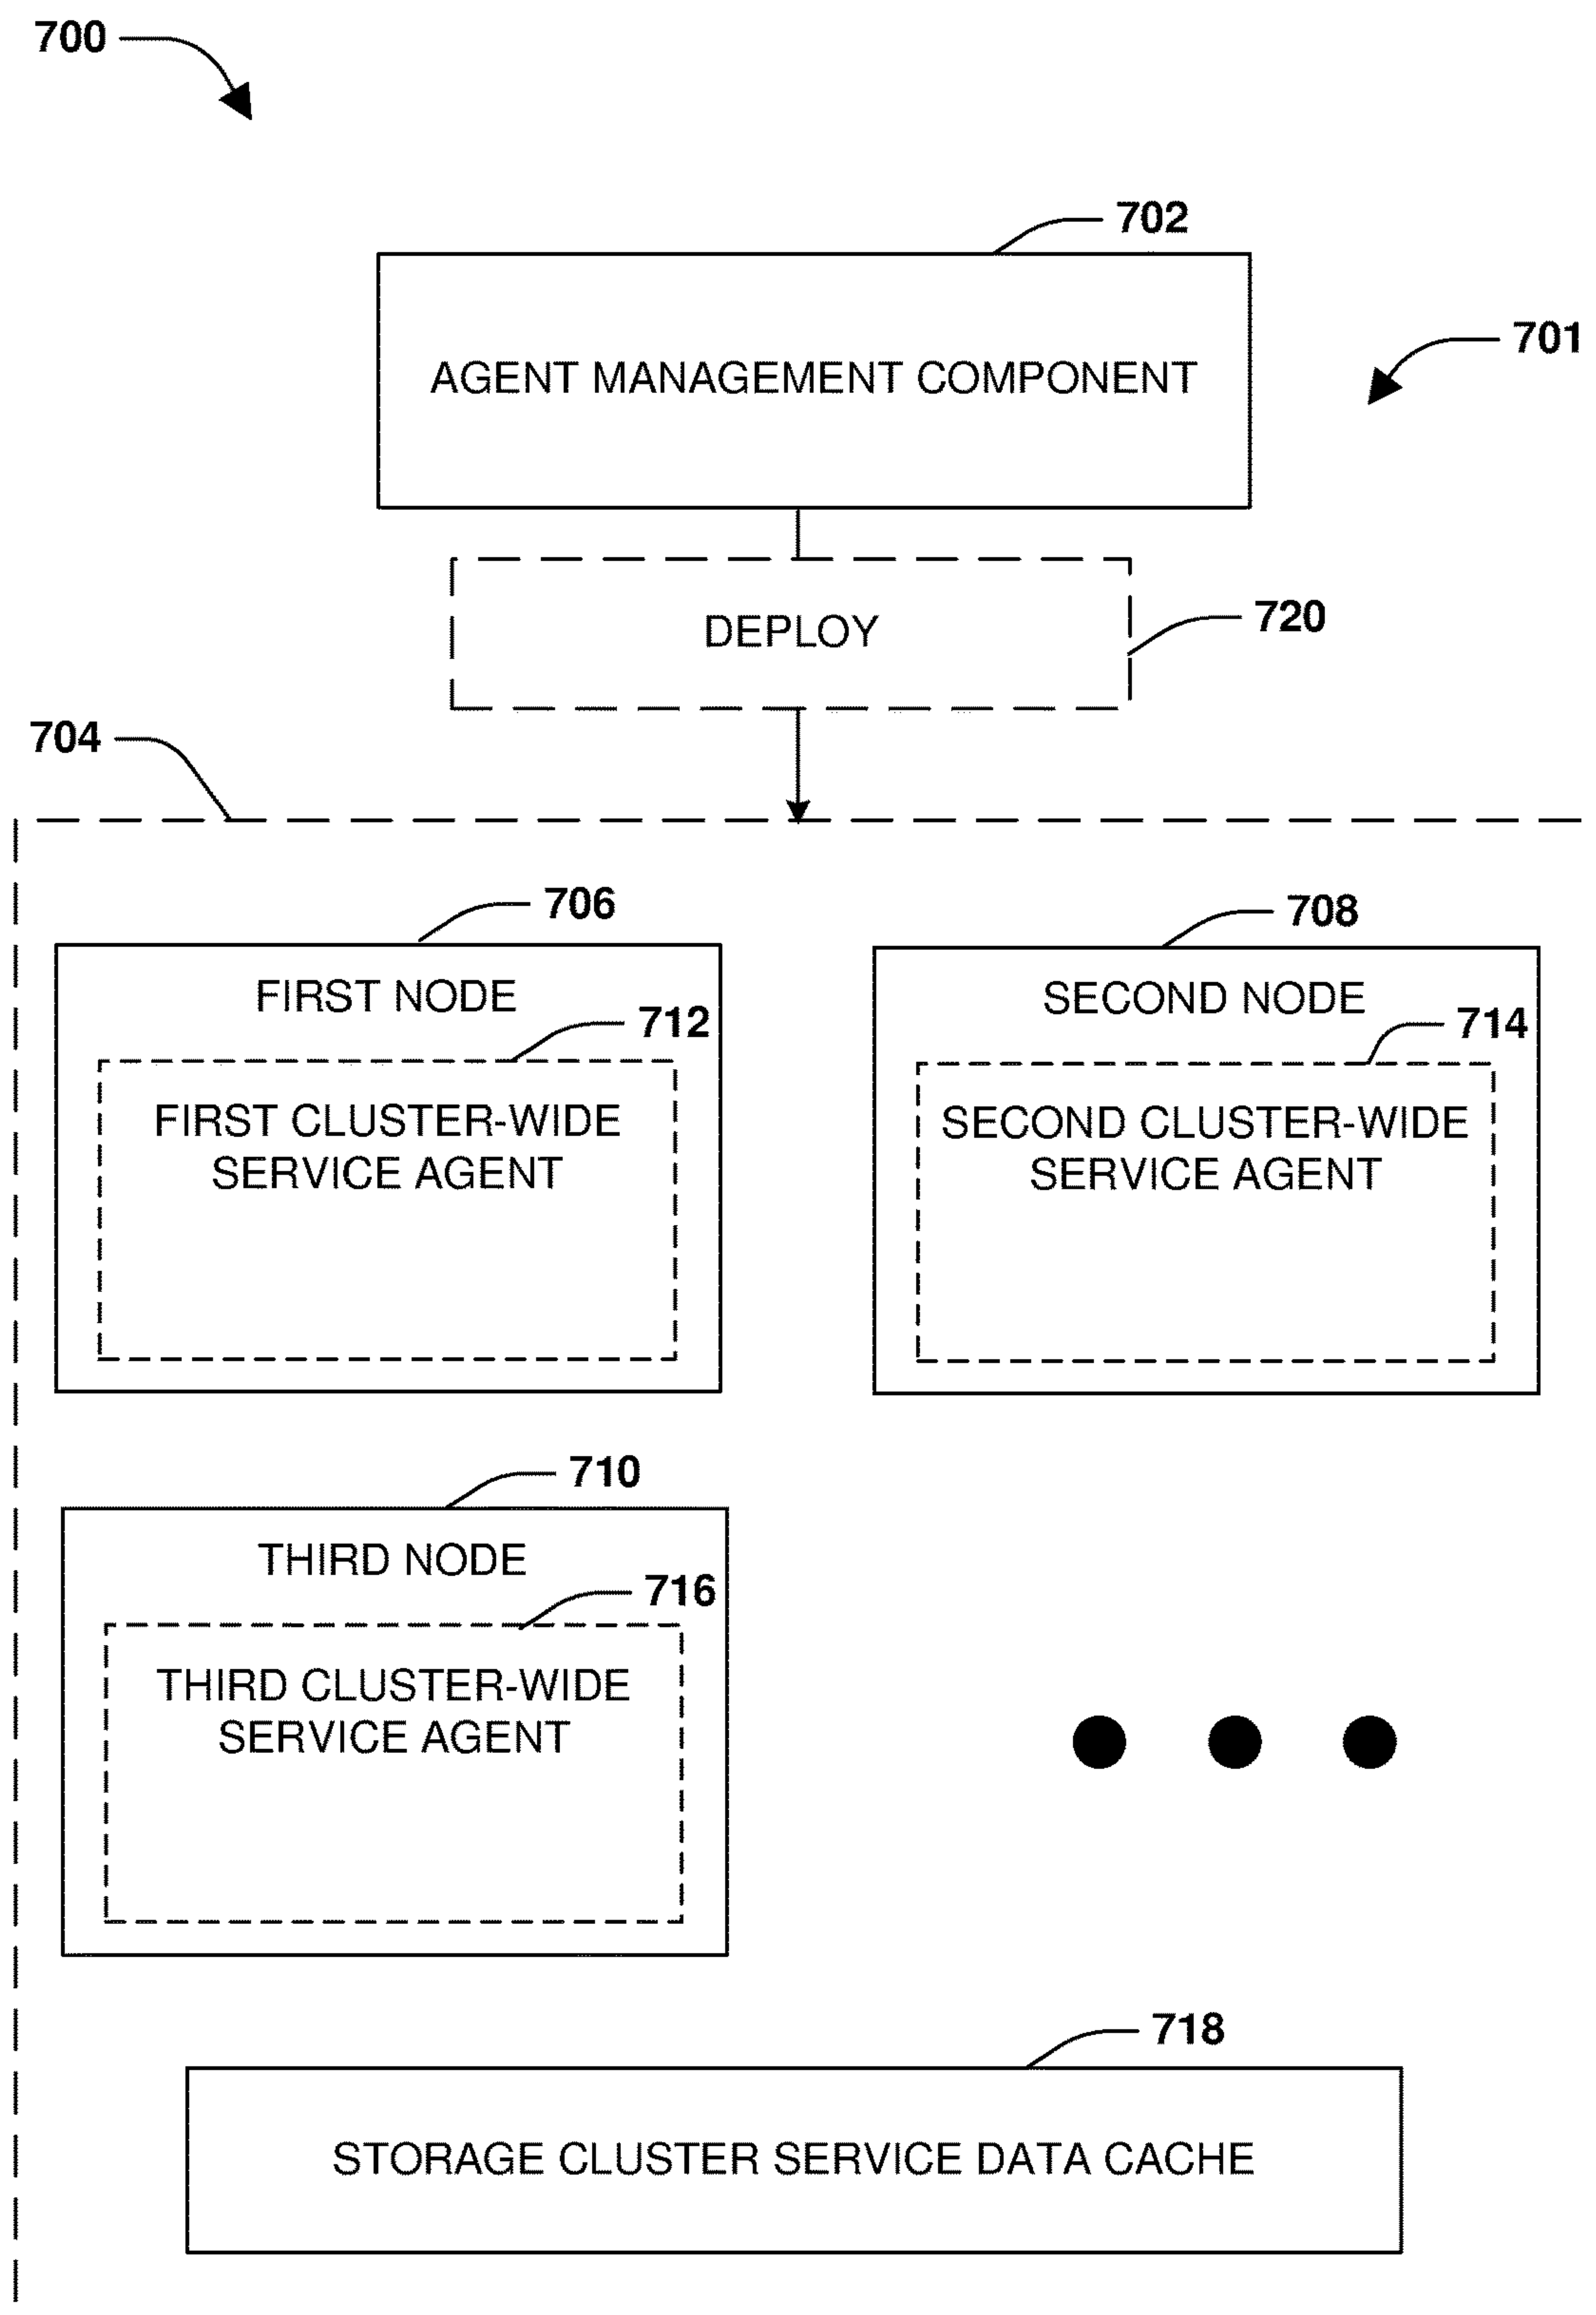 700
702
701
AGENT MANAGEMENT COMPONENT
DEPLOY
720
704
706
708
FIRST NODE
SECOND NODE
712
714
FIRST CLUSTER-WIDE
SERVICE AGENT
SECOND CLUSTER-WIDE
SERVICE AGENT
710
THIRD NODE
716
THIRD CLUSTER-WIDE
SERVICE AGENT
718
STORAGE CLUSTER SERVICE DATA CACHE